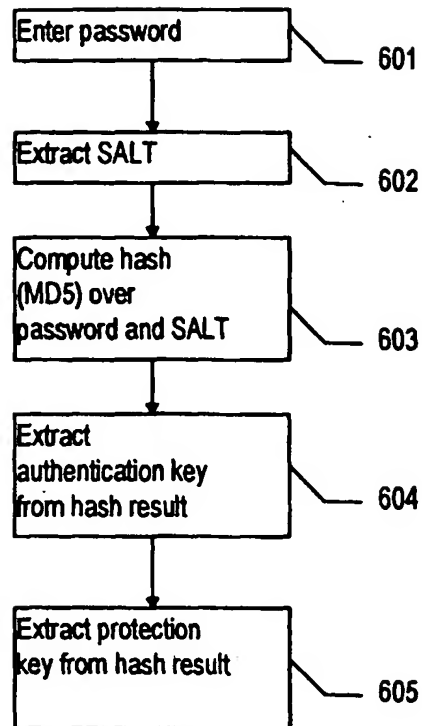 Enter password
601
Extract SALT
602
Compute hash
(MD5) over
password and SALT
603
Extract
authentication key
from hash result
604
Extract protection
key from hash result
605